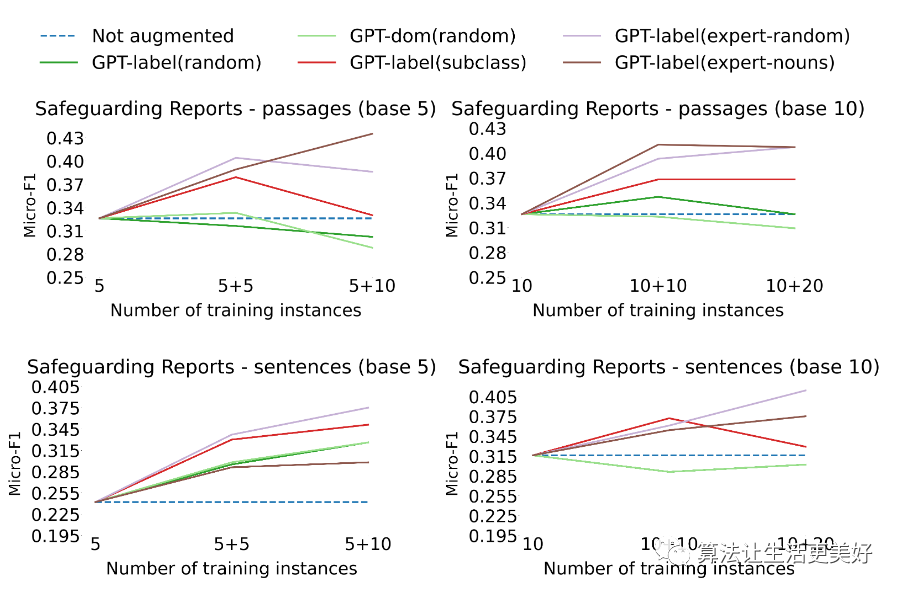 Not augmented GPT-dom(random) GPT-label(expert-random)
GPT-label(random) GPT-label(subclass) GPT-label(expert-nouns)
Safeguarding Reports - passages (base 5)
0.43
0.40
0.37
0.34
0.31
0.28
0.25
Micro-F1
5 5+5 5+10
Number of training instances
Safeguarding Reports - passages (base 10)
0.43
0.40
0.37
0.34
0.31
0.28
0.25
Micro-F1
10 10+10 10+20
Number of training instances
Safeguarding Reports - sentences (base 5)
0.405
0.375
0.345
0.315
0.285
0.255
0.225
0.195
Micro-F1
5 5+5 5+10
Number of training instances
Safeguarding Reports - sentences (base 10)
0.405
0.375
0.345
0.315
0.285
0.255
0.225
0.195
Micro-F1
10 10+10 10+20
Number of training instances
算法让生活更美好